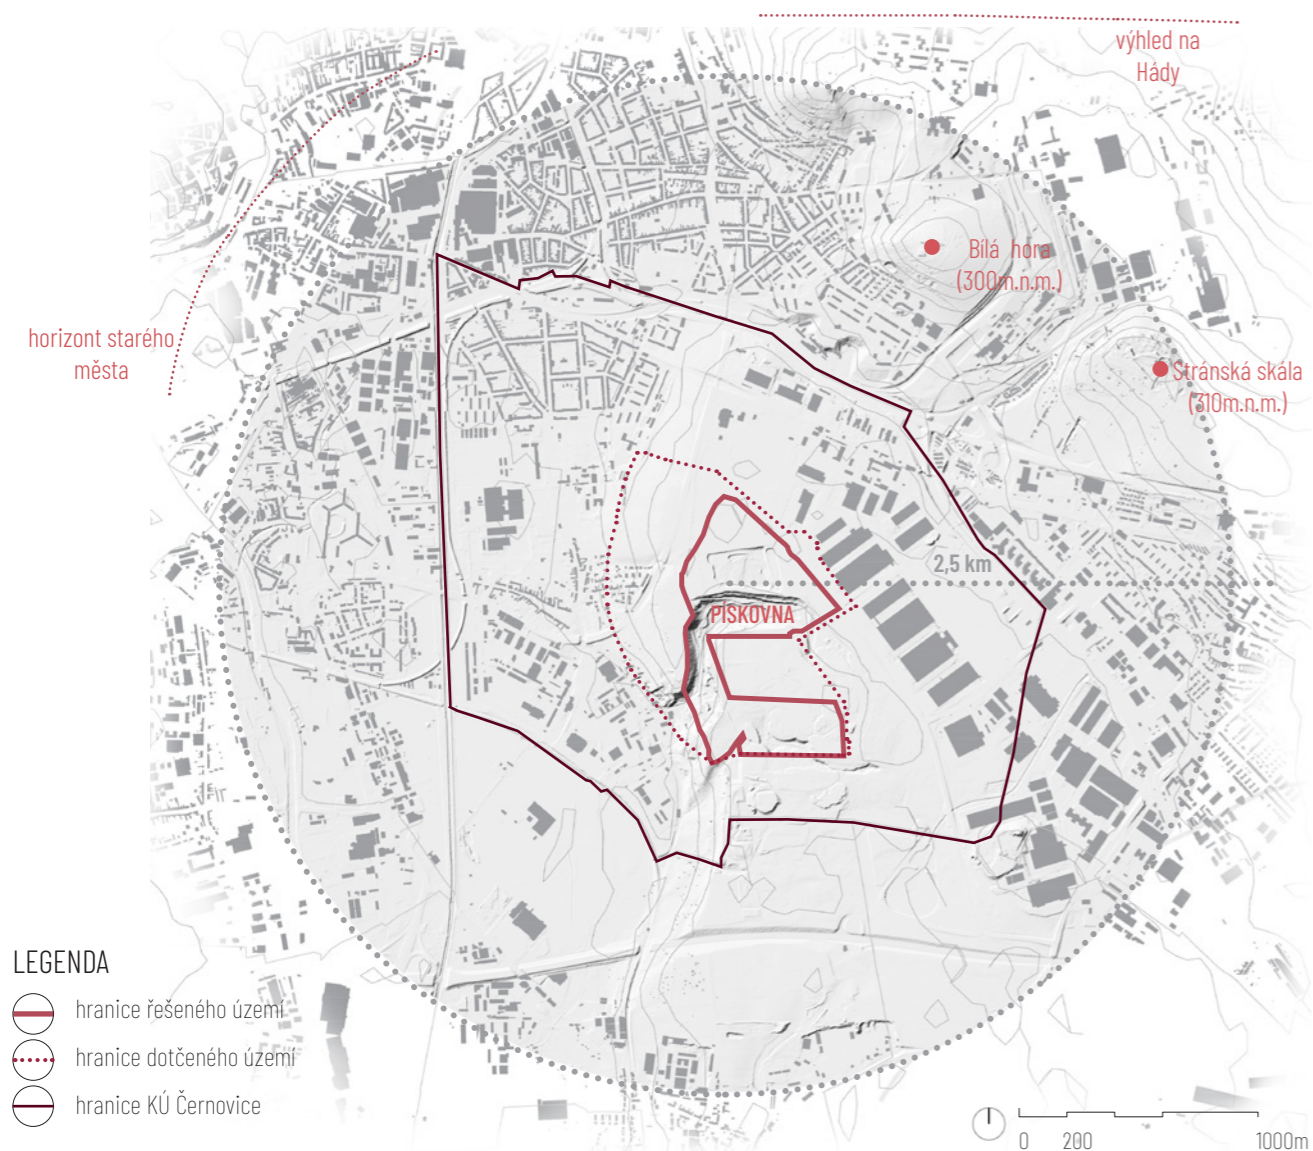 výhled na
Hády
Bílá hora
(300m.n.m.)
horizont starého
města
Stránská skála
(310m.n.m.)
2,5 km
PÍSKOVNA
LEGENDA
hranice řešeného území
hranice dotčeného území
hranice KÚ Černovice
0 200 1000m